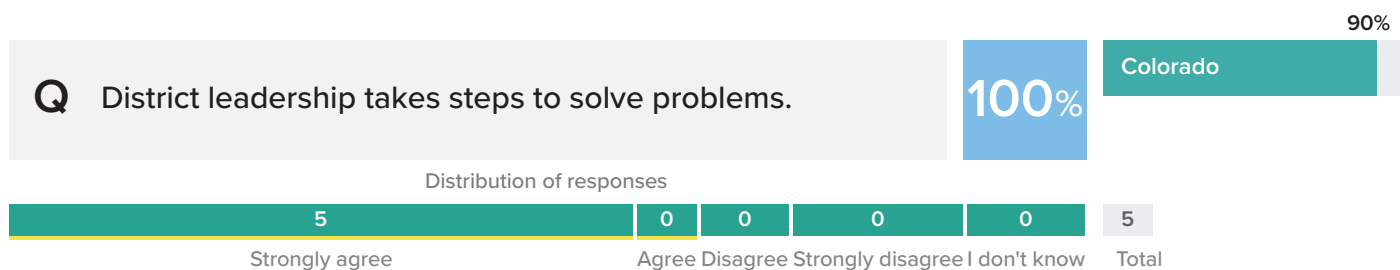 90%
Q District leadership takes steps to solve problems.
100%
Colorado
Distribution of responses
5 0 0 0 0 5
Strongly agree Agree Disagree Strongly disagree I don't know Total